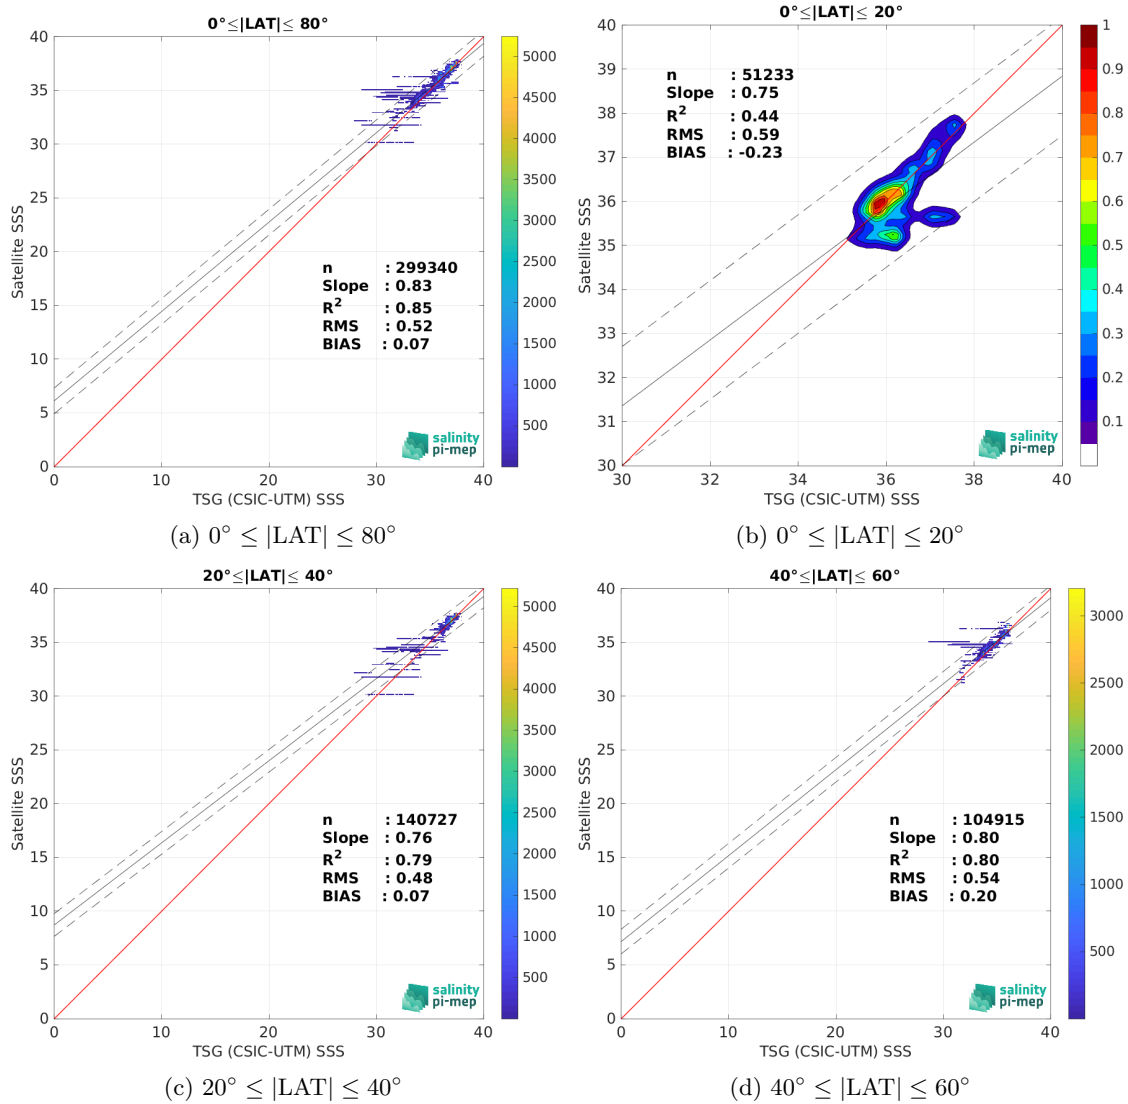 0°≤|LAT|≤ 80°
40
35
30
25
20
15
10
5
0
Satellite SSS
n : 299340
Slope : 0.83
R² : 0.85
RMS : 0.52
BIAS : 0.07
salinity
pi-mep
0 10 20 30 40
TSG (CSIC-UTM) SSS
5000
4500
4000
3500
3000
2500
2000
1500
1000
500
(a) 0° ≤ |LAT| ≤ 80°
0°≤|LAT|≤ 20°
40
39
38
37
36
35
34
33
32
31
30
Satellite SSS
n : 51233
Slope : 0.75
R² : 0.44
RMS : 0.59
BIAS : -0.23
salinity
pi-mep
30 32 34 36 38 40
TSG (CSIC-UTM) SSS
1
0.9
0.8
0.7
0.6
0.5
0.4
0.3
0.2
0.1
(b) 0° ≤ |LAT| ≤ 20°
20°≤|LAT|≤ 40°
40
35
30
25
20
15
10
5
0
Satellite SSS
n : 140727
Slope : 0.76
R² : 0.79
RMS : 0.48
BIAS : 0.07
salinity
pi-mep
0 10 20 30 40
TSG (CSIC-UTM) SSS
5000
4500
4000
3500
3000
2500
2000
1500
1000
500
(c) 20° ≤ |LAT| ≤ 40°
40°≤|LAT|≤ 60°
40
35
30
25
20
15
10
5
0
Satellite SSS
n : 104915
Slope : 0.80
R² : 0.80
RMS : 0.54
BIAS : 0.20
salinity
pi-mep
0 10 20 30 40
TSG (CSIC-UTM) SSS
3000
2500
2000
1500
1000
500
(d) 40° ≤ |LAT| ≤ 60°